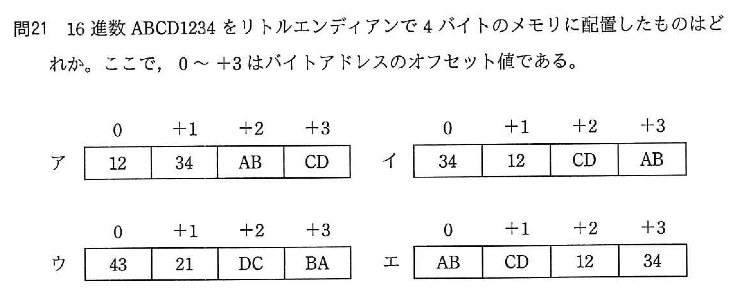 問21 16 進数 ABCD1234 をリトルエンディアンで 4 バイトのメモリに配置したものはど
れか。ここで，0 ～ +3 はバイトアドレスのオフセット値である。
0 +1 +2 +3
ア 12 34 AB CD
0 +1 +2 +3
イ 34 12 CD AB
0 +1 +2 +3
ウ 43 21 DC BA
0 +1 +2 +3
エ AB CD 12 34